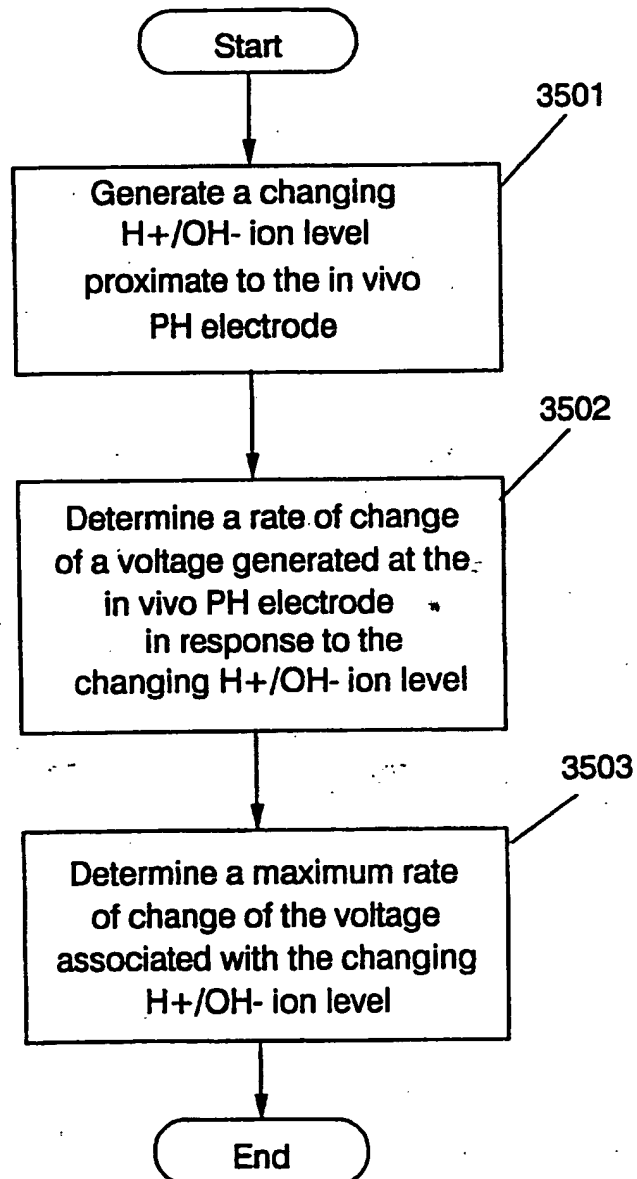 Start
3501
Generate a changing
H+/OH- ion level
proximate to the in vivo
PH electrode
3502
Determine a rate of change
of a voltage generated at the
in vivo PH electrode
in response to the
changing H+/OH- ion level
3503
Determine a maximum rate
of change of the voltage
associated with the changing
H+/OH- ion level
End